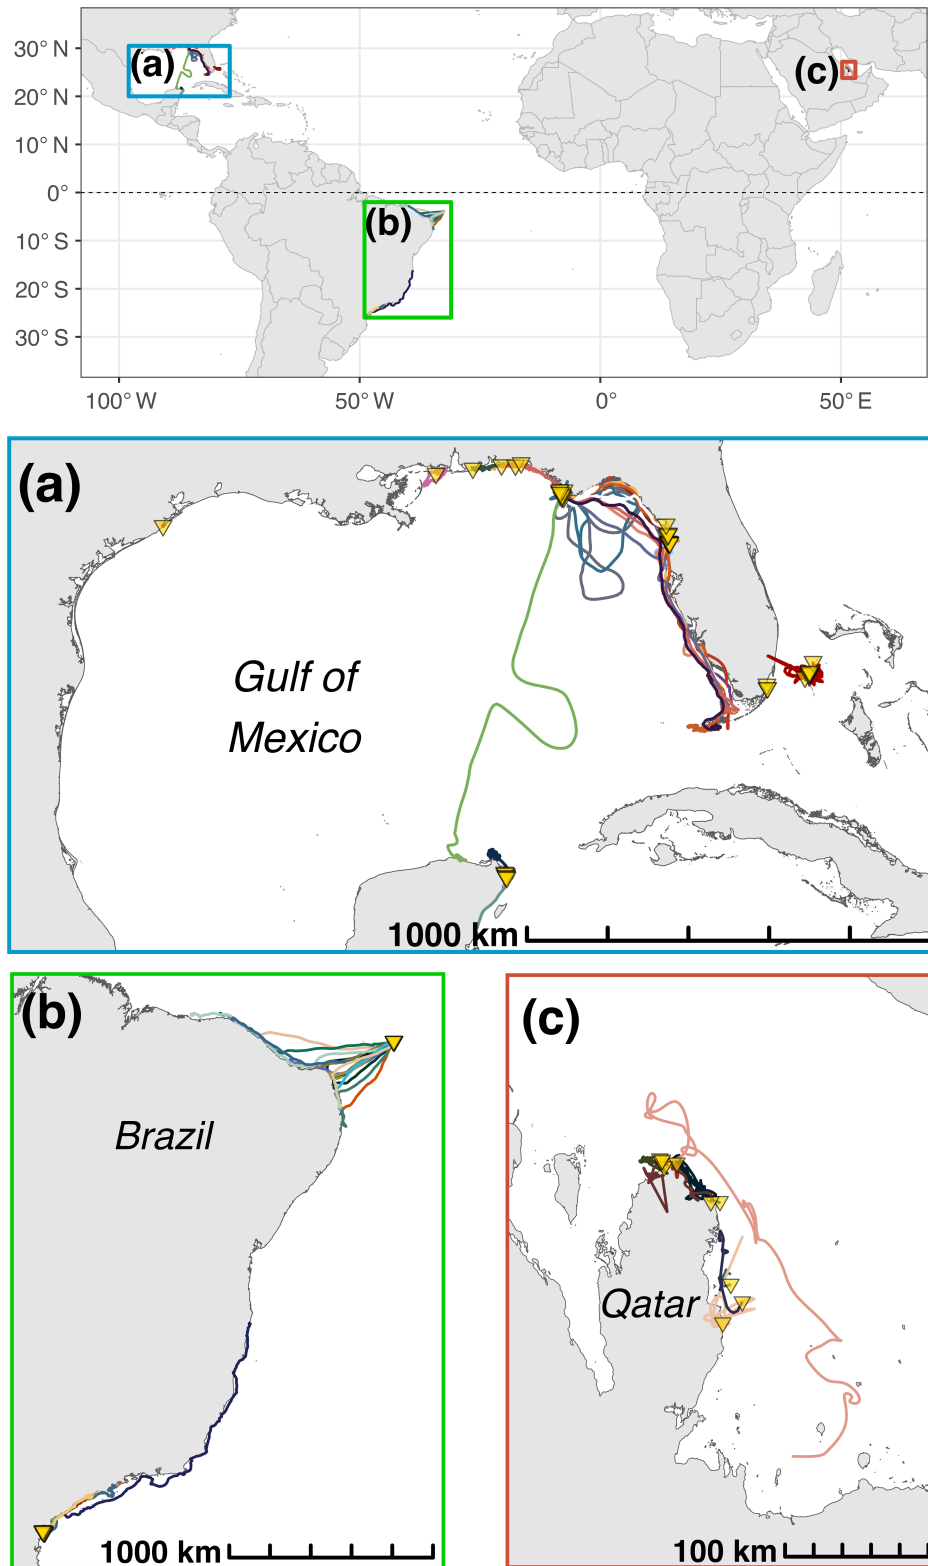 30° N
20° N
10° N
0°
10° S
20° S
30° S
(a)
(b)
(c)
100° W
50° W
0°
50° E
(a)
Gulf of
Mexico
1000 km
(b)
Brazil
1000 km
(c)
Qatar
100 km